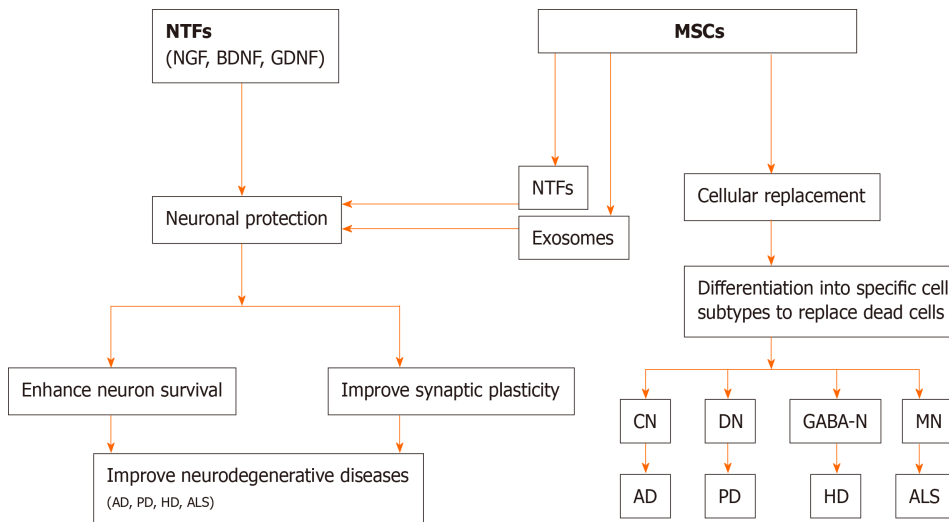 NTFs
(NGF, BDNF, GDNF)
MSCs
NTFs
Cellular replacement
Neuronal protection
Exosomes
Differentiation into specific cell
subtypes to replace dead cells
Enhance neuron survival
Improve synaptic plasticity
CN
DN
GABA-N
MN
Improve neurodegenerative diseases
(AD, PD, HD, ALS)
AD
PD
HD
ALS